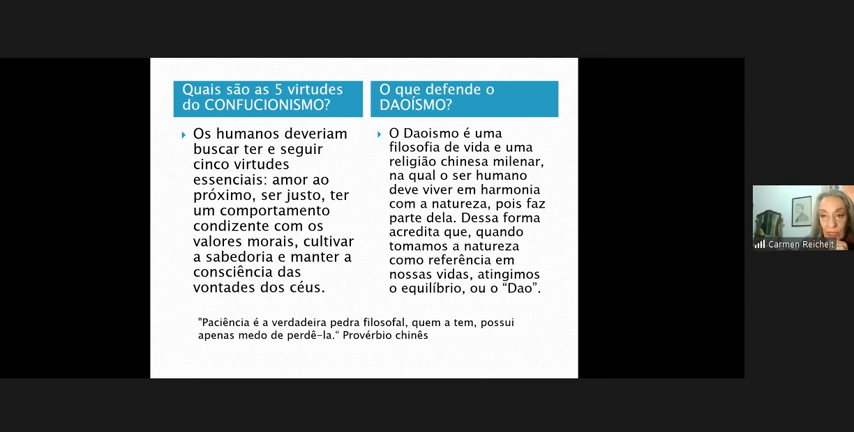 Quais são as 5 virtudes
do CONFUCIONISMO?
Os humanos deveriam
buscar ter e seguir
cinco virtudes
essenciais: amor ao
próximo, ser justo, ter
um comportamento
condizente com os
valores morais, cultivar
a sabedoria e manter a
consciência das
vontades dos céus.
O que defende o
DAOÍSMO?
O Daoismo é uma
filosofia de vida e uma
religião chinesa milenar,
na qual o ser humano
deve viver em harmonia
com a natureza, pois faz
parte dela. Dessa forma
acredita que, quando
tomamos a natureza
como referência em
nossas vidas, atingimos
o equilíbrio, ou o “Dao”.
"Paciência é a verdadeira pedra filosofal, quem a tem, possui
apenas medo de perdê-la.“ Provérbio chinês
Carmen Reichelt